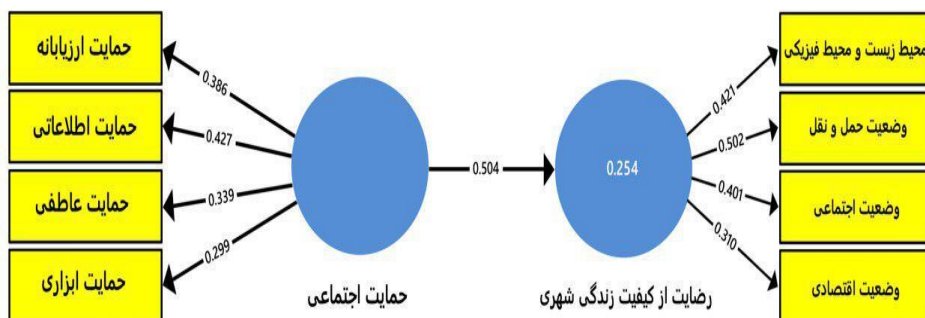 حمایت ارزیابانه
حمایت اطلاعاتی
حمایت عاطفی
حمایت ابزاری
0.386
0.427
0.339
0.299
حمایت اجتماعی
0.504
0.254
رضایت از کیفیت زندگی شهری
0.421
0.502
0.401
0.310
محیط زیست و محیط فیزیکی
وضعیت حمل و نقل
وضعیت اجتماعی
وضعیت اقتصادی